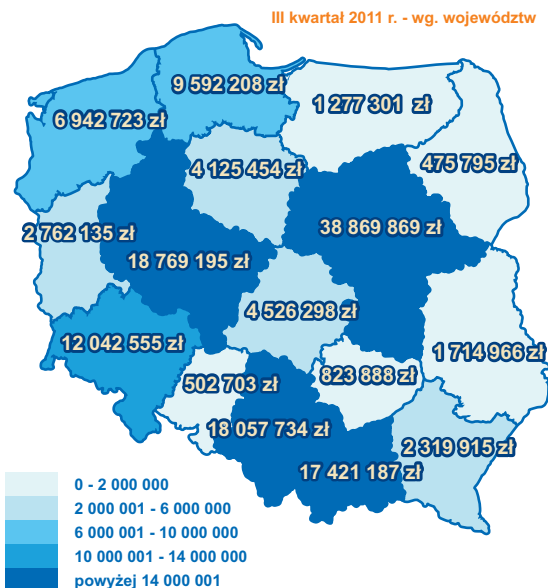 III kwartał 2011 r. - wg. województw
9 592 208 zł
1 277 301 zł
6 942 723 zł
4 125 454 zł
475 795 zł
38 869 869 zł
2 762 135 zł
18 769 195 zł
4 526 298 zł
12 042 555 zł
1 714 966 zł
502 703 zł
823 888 zł
18 057 734 zł
2 319 915 zł
17 421 187 zł
0 - 2 000 000
2 000 001 - 6 000 000
6 000 001 - 10 000 000
10 000 001 - 14 000 000
powyżej 14 000 001